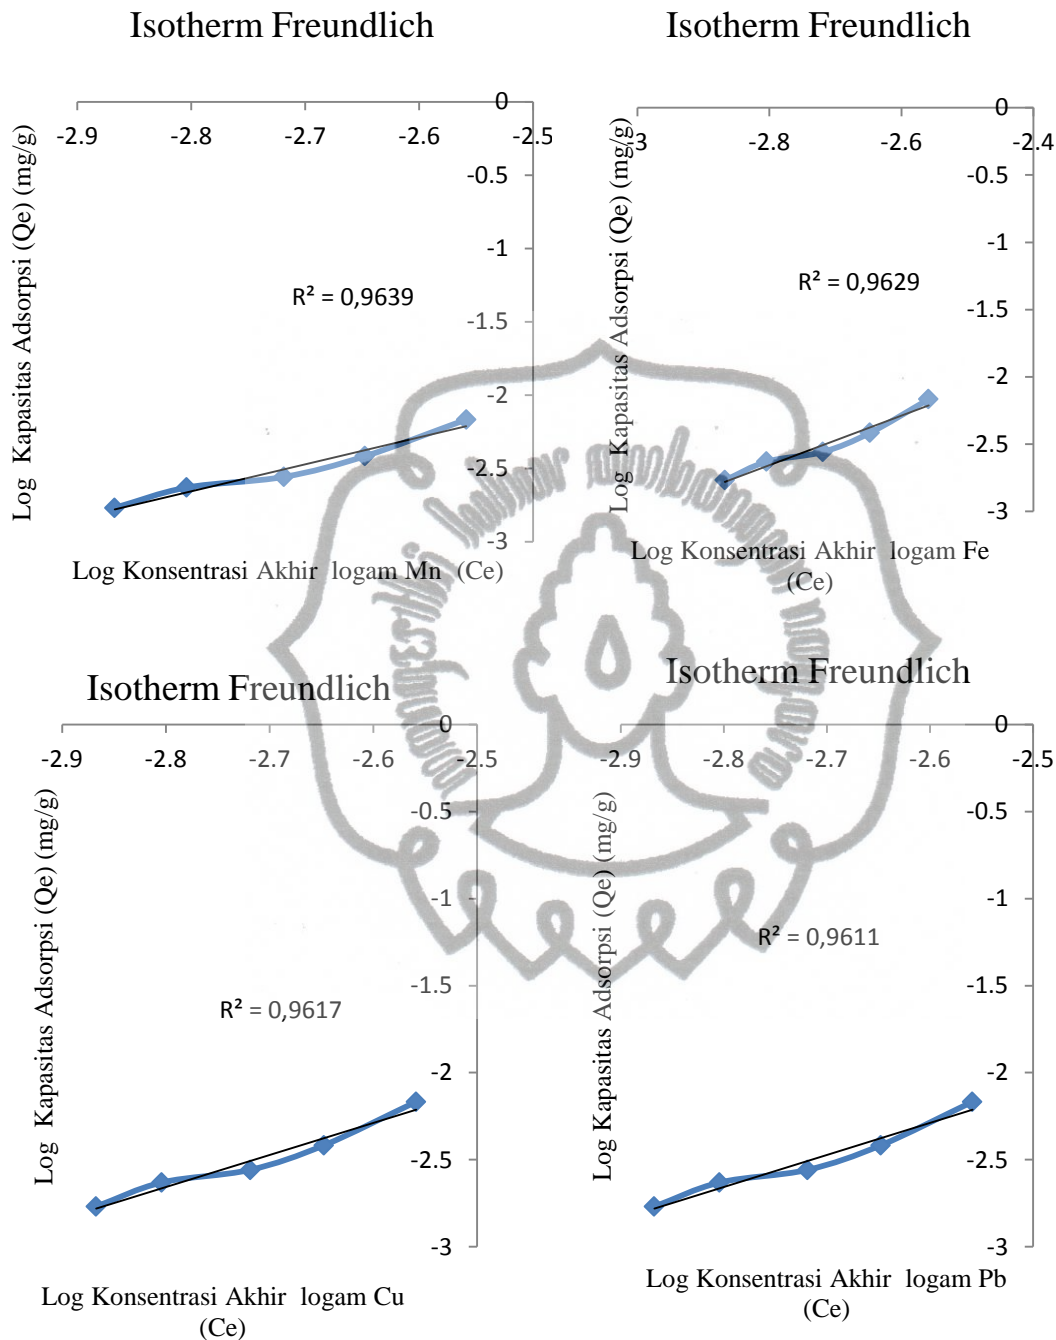 Isotherm Freundlich
0
-2.9 -2.8 -2.7 -2.6 -2.5
-0.5
-1
-1.5
-2
-2.5
-3
R² = 0,9639
Log Kapasitas Adsorpsi (Qe) (mg/g)
Log Konsentrasi Akhir logam Mn (Ce)
Isotherm Freundlich
0
-3 -2.8 -2.6 -2.4
-0.5
-1
-1.5
-2
-2.5
-3
R² = 0,9629
Log Kapasitas Adsorpsi (Qe) (mg/g)
Log Konsentrasi Akhir logam Fe
(Ce)
Isotherm Freundlich
0
-2.9 -2.8 -2.7 -2.6 -2.5
-0.5
-1
-1.5
-2
-2.5
-3
R² = 0,9617
Log Kapasitas Adsorpsi (Qe) (mg/g)
Log Konsentrasi Akhir logam Cu
(Ce)
Isotherm Freundlich
0
-2.9 -2.8 -2.7 -2.6 -2.5
-0.5
-1
-1.5
-2
-2.5
-3
R² = 0,9611
Log Kapasitas Adsorpsi (Qe) (mg/g)
Log Konsentrasi Akhir logam Pb
(Ce)